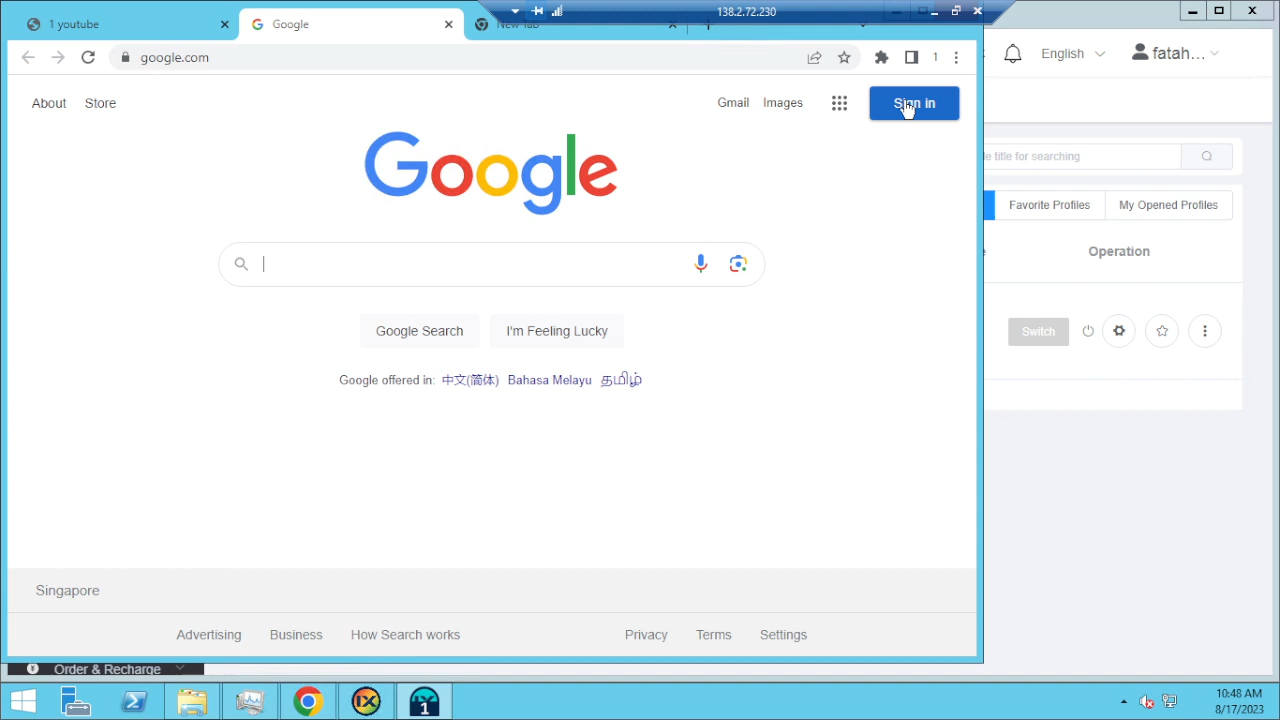 138.2.72.230
1 youtube
Google
New Tab
google.com
1
English
fatah...
About
Store
Gmail
Images
Sign in
Google
title for searching
Favorite Profiles
My Opened Profiles
Operation
Google Search
I'm Feeling Lucky
Switch
Google offered in: 中文(简体) Bahasa Melayu தமிழ்
Singapore
Advertising
Business
How Search works
Privacy
Terms
Settings
Order & Recharge
IX
1
10:48 AM
8/17/2023